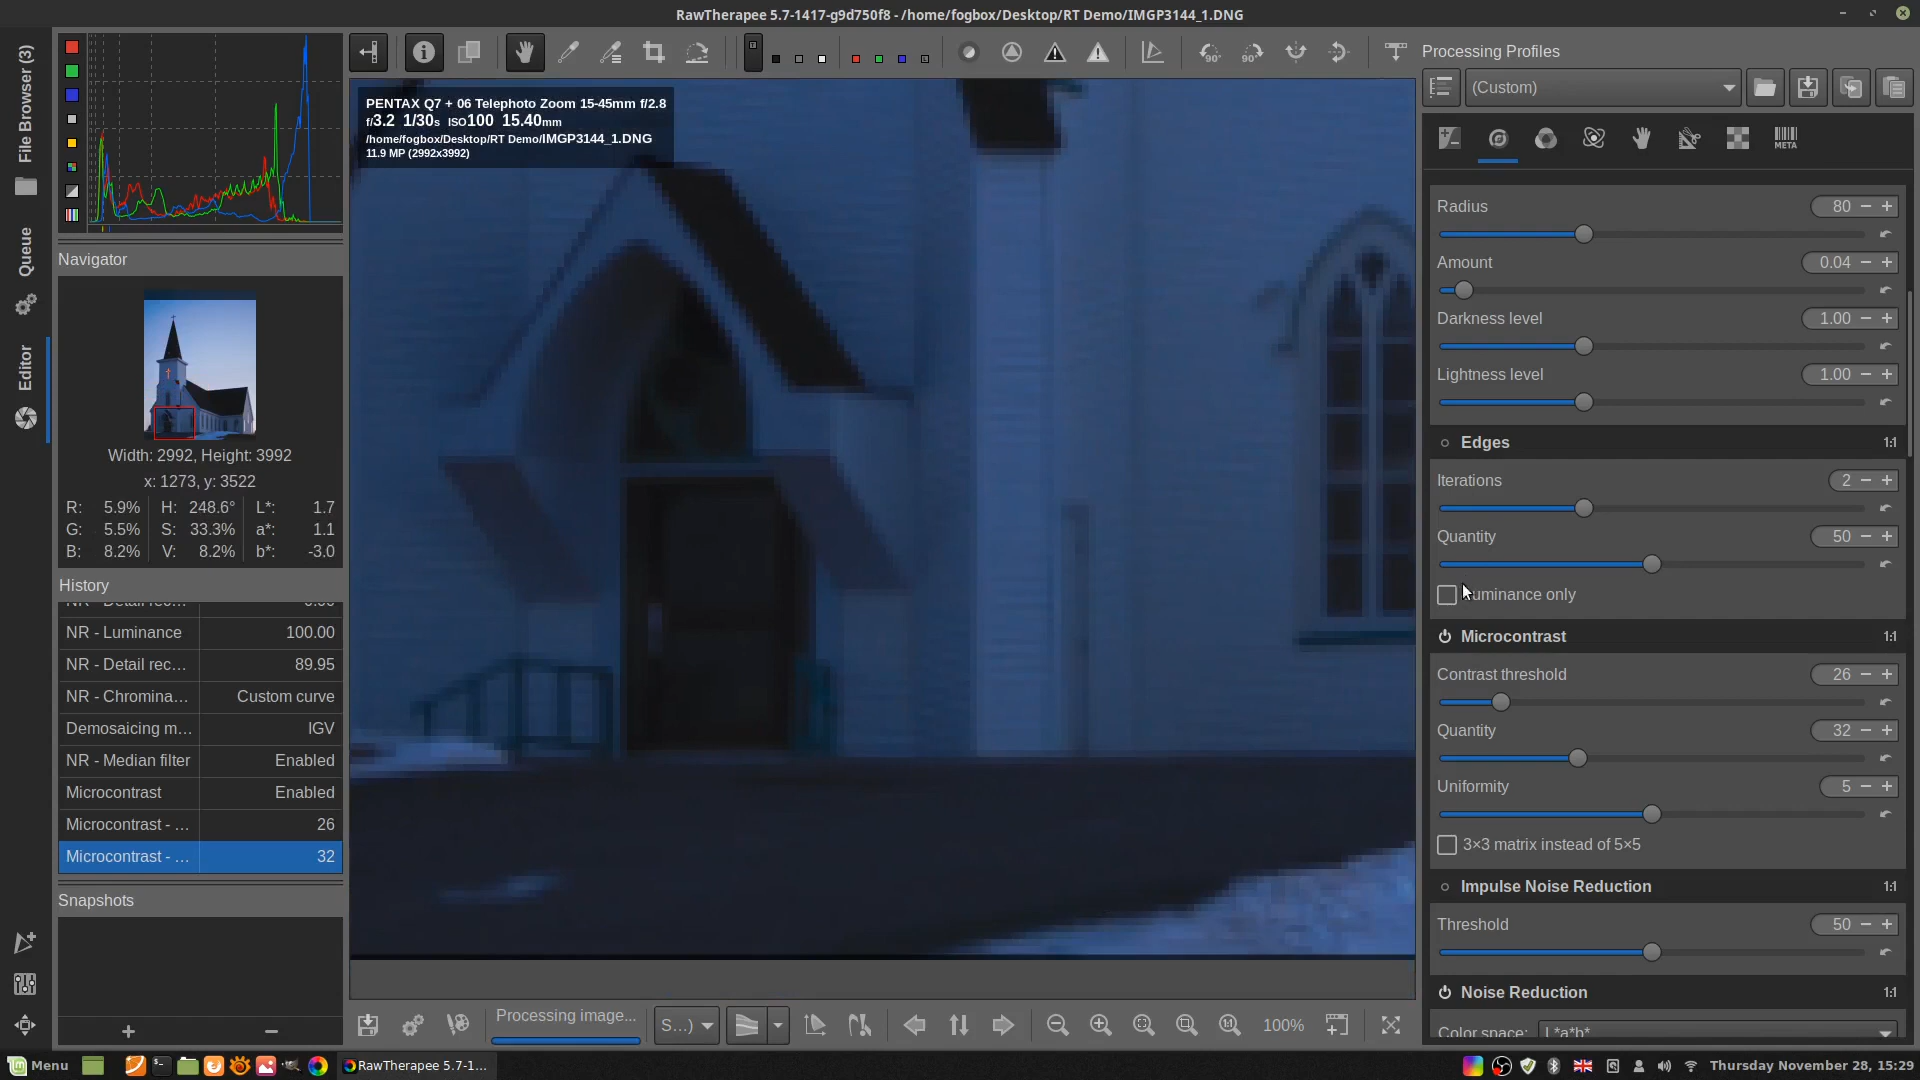 RawTherapee 5.7-1417-g9d750f8 - /home/fogbox/Desktop/RT Demo/IMGP3144_1.DNG
File Browser (3)
Queue
Editor
Processing Profiles
(Custom)
META
PENTAX Q7 + 06 Telephoto Zoom 15-45mm f/2.8
f/3.2 1/30s ISO100 15.40mm
/home/fogbox/Desktop/RT Demo/IMGP3144_1.DNG
11.9 MP (2992x3992)
Navigator
Width: 2992, Height: 3992
x: 1273, y: 3522
R: 5.9% H: 248.6° L*: 1.7
G: 5.5% S: 33.3% a*: 1.1
B: 8.2% V: 8.2% b*: -3.0
History
NR - Luminance 100.00
NR - Detail rec... 89.95
NR - Chromina... Custom curve
Demosaicing m... IGV
NR - Median filter Enabled
Microcontrast Enabled
Microcontrast - ... 26
Microcontrast - ... 32
Snapshots
Radius 80
Amount 0.04
Darkness level 1.00
Lightness level 1.00
Edges 1:1
Iterations 2
Quantity 50
uminance only
Microcontrast 1:1
Contrast threshold 26
Quantity 32
Uniformity 5
3×3 matrix instead of 5×5
Impulse Noise Reduction 1:1
Threshold 50
Noise Reduction 1:1
Color space: L*a*b*
Processing image...
S...)
100%
Menu
RawTherapee 5.7-1...
Thursday November 28, 15:29